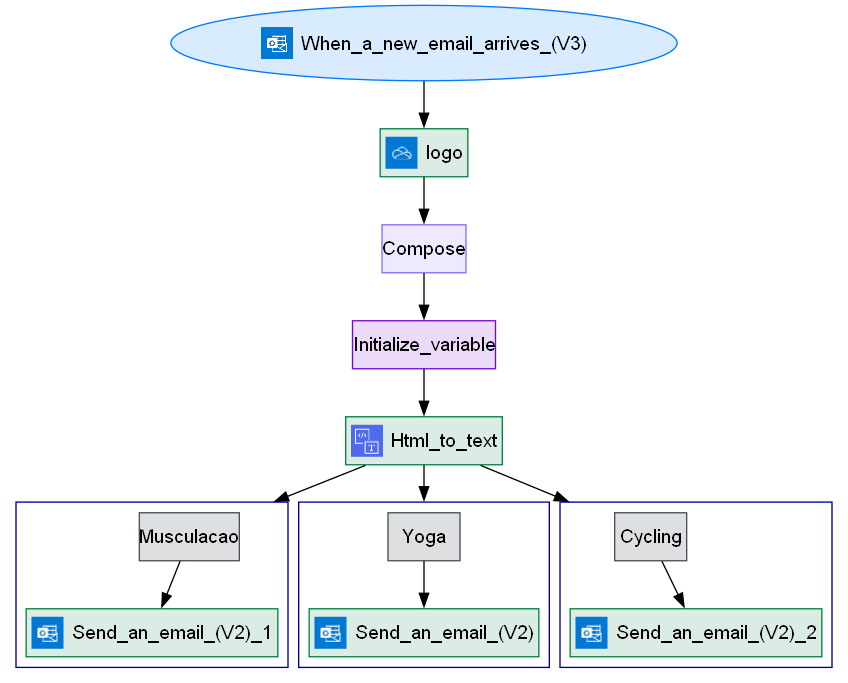 When_a_new_email_arrives_(V3)
logo
Compose
Initialize_variable
Html_to_text
Musculacao
Yoga
Cycling
Send_an_email_(V2)_1
Send_an_email_(V2)
Send_an_email_(V2)_2